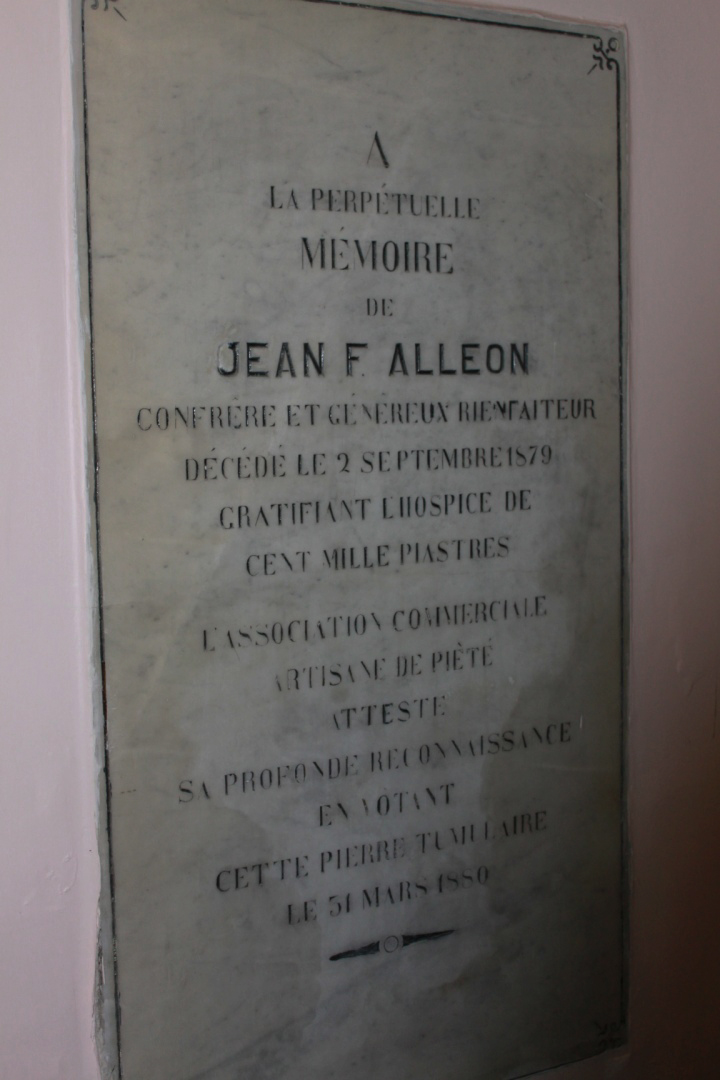 A
LA PERPÉTUELLE
MÉMOIRE
DE
JEAN F. ALLEON
CONFRÈRE ET GÉNÉREUX BIENFAITEUR
DÉCÉDÉ LE 2 SEPTEMBRE 1879
GRATIFIANT L'HOSPICE DE
CENT MILLE PIASTRES
L'ASSOCIATION COMMERCIALE
ARTISANE DE PIÈTÉ
ATTESTE
SA PROFONDE RECONNAISSANCE
EN VOTANT
CETTE PIERRE TUMULAIRE
LE 31 MARS 1880